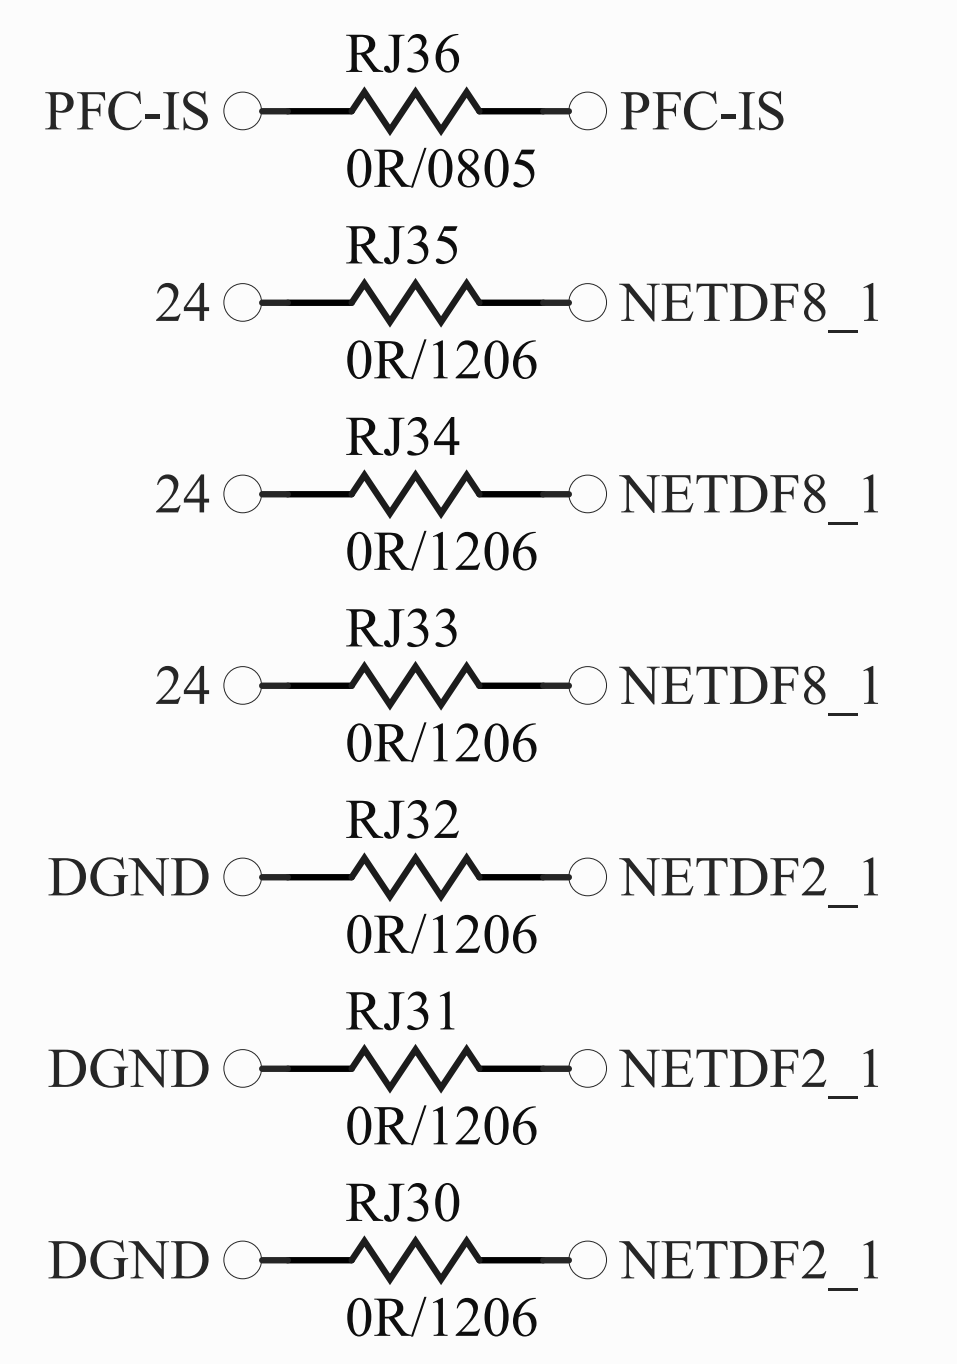 RJ36
PFC-IS PFC-IS
0R/0805
RJ35
24 NETDF8_1
0R/1206
RJ34
24 NETDF8_1
0R/1206
RJ33
24 NETDF8_1
0R/1206
RJ32
DGND NETDF2_1
0R/1206
RJ31
DGND NETDF2_1
0R/1206
RJ30
DGND NETDF2_1
0R/1206